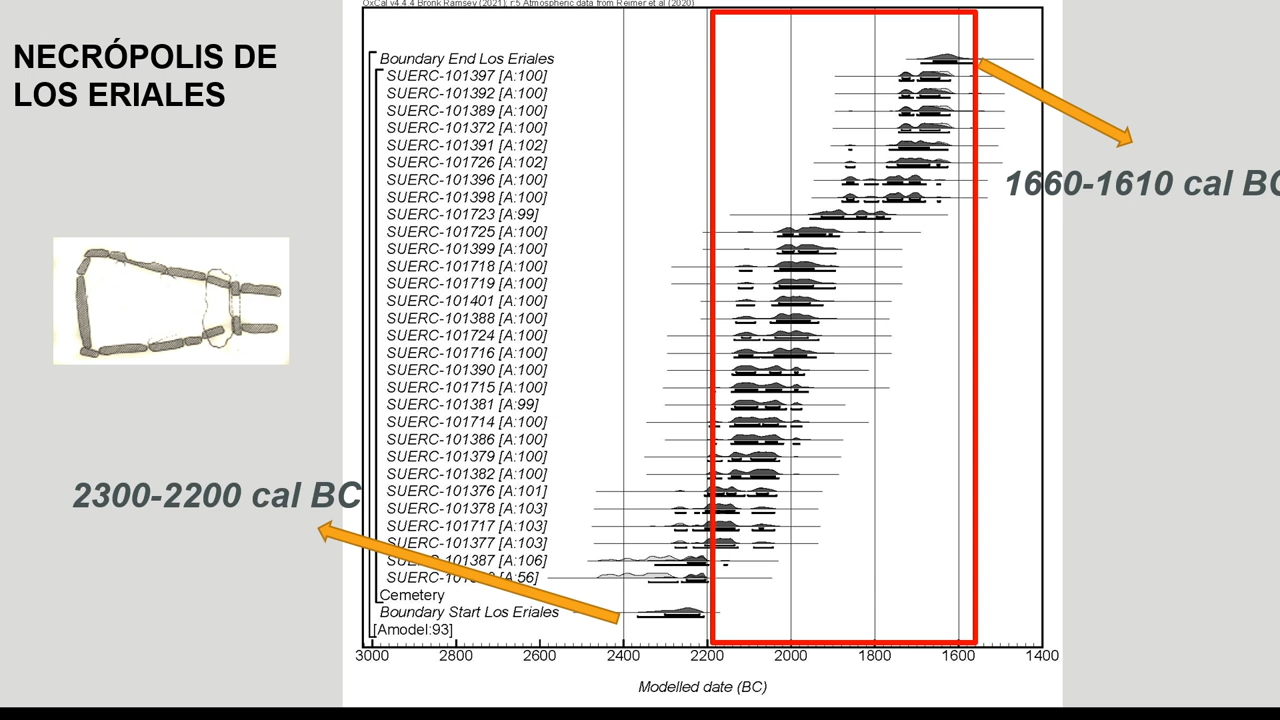 OxCal v4.4.4 Bronk Ramsey (2021); r:5 Atmospheric data from Reimer et al (2020)
NECRÓPOLIS DE
LOS ERIALES
Boundary End Los Eriales
SUERC-101397 [A:100]
SUERC-101392 [A:100]
SUERC-101389 [A:100]
SUERC-101372 [A:100]
SUERC-101391 [A:102]
SUERC-101726 [A:102]
SUERC-101396 [A:100]
SUERC-101398 [A:100]
SUERC-101723 [A:99]
SUERC-101725 [A:100]
SUERC-101399 [A:100]
SUERC-101718 [A:100]
SUERC-101719 [A:100]
SUERC-101401 [A:100]
SUERC-101388 [A:100]
SUERC-101724 [A:100]
SUERC-101716 [A:100]
SUERC-101390 [A:100]
SUERC-101715 [A:100]
SUERC-101381 [A:99]
SUERC-101714 [A:100]
SUERC-101386 [A:100]
SUERC-101379 [A:100]
SUERC-101382 [A:100]
SUERC-101376 [A:101]
SUERC-101378 [A:103]
SUERC-101717 [A:103]
SUERC-101377 [A:103]
SUERC-101387 [A:106]
A:56]
Cemetery
Boundary Start Los Eriales
[Amodel:93]
1660-1610 cal BC
2300-2200 cal BC
3000 2800 2600 2400 2200 2000 1800 1600 1400
Modelled date (BC)